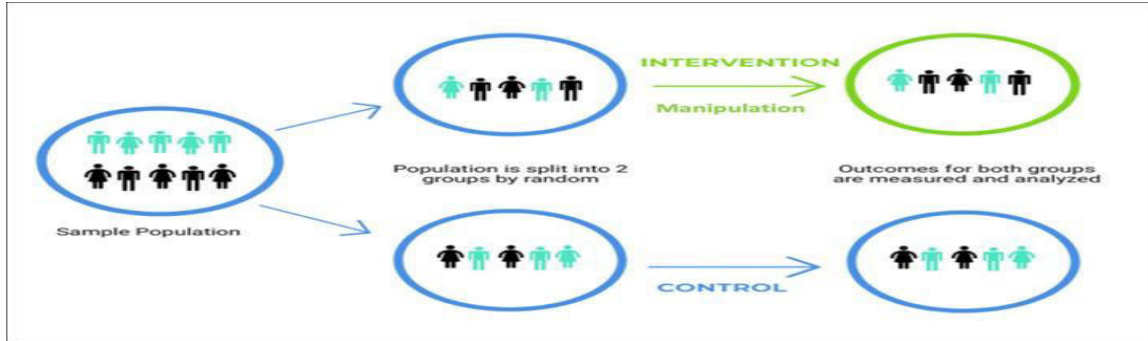 INTERVENTION
Manipulation
Population is split into 2
groups by random
Outcomes for both groups
are measured and analyzed
Sample Population
CONTROL